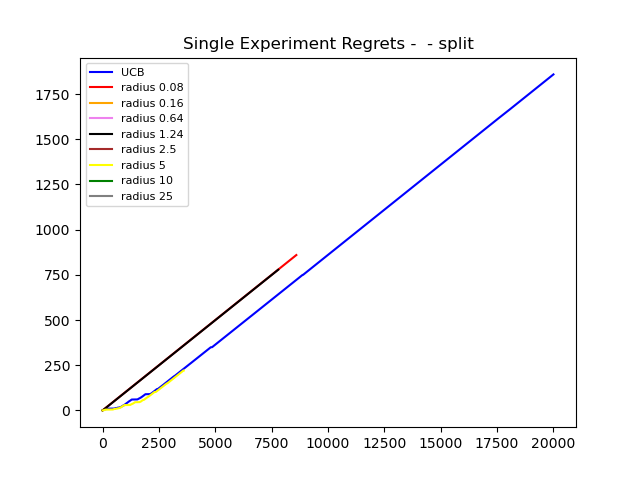 Single Experiment Regrets -  - split
UCB
radius 0.08
radius 0.16
radius 0.64
radius 1.24
radius 2.5
radius 5
radius 10
radius 25
1750
1500
1250
1000
750
500
250
0
0 2500 5000 7500 10000 12500 15000 17500 20000